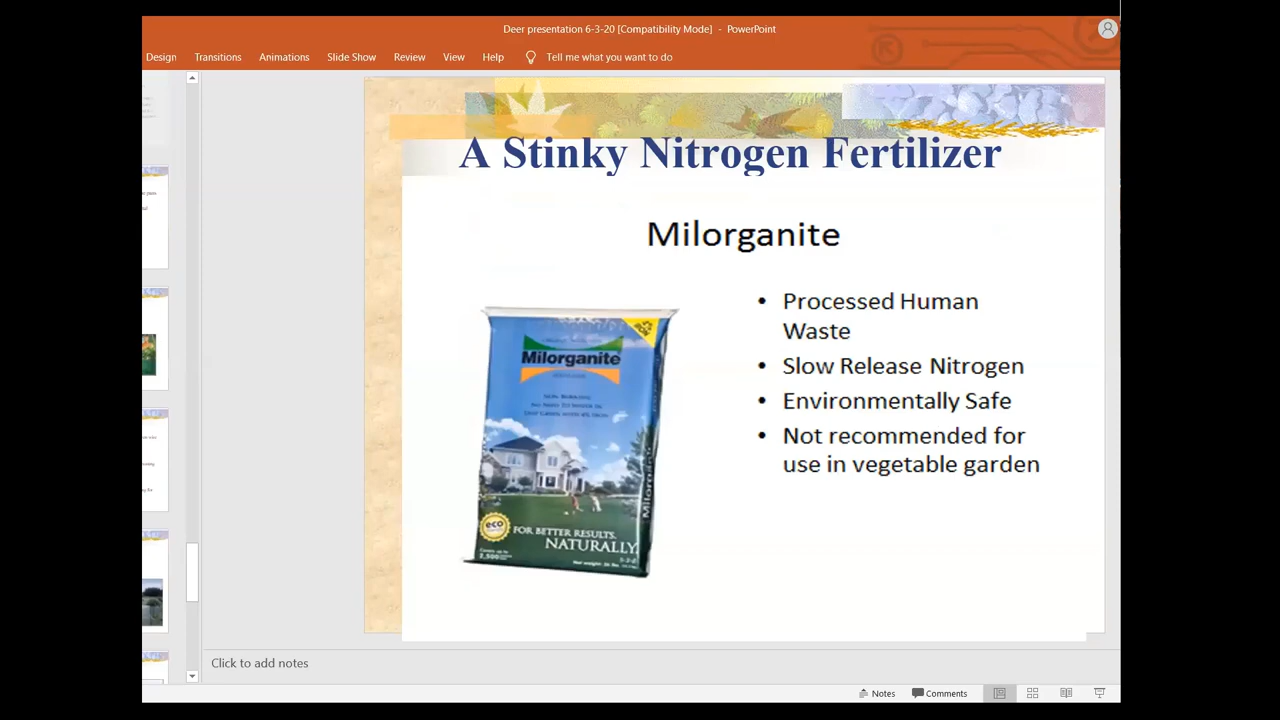 Deer presentation 6-3-20 [Compatibility Mode] - PowerPoint
Design Transitions Animations Slide Show Review View Help Tell me what you want to do
A Stinky Nitrogen Fertilizer
Milorganite
• Processed Human
Waste
• Slow Release Nitrogen
• Environmentally Safe
• Not recommended for
use in vegetable garden
Milorganite
eco
FOR BETTER RESULTS.
NATURALLY.
Milorganite
Click to add notes
Notes Comments